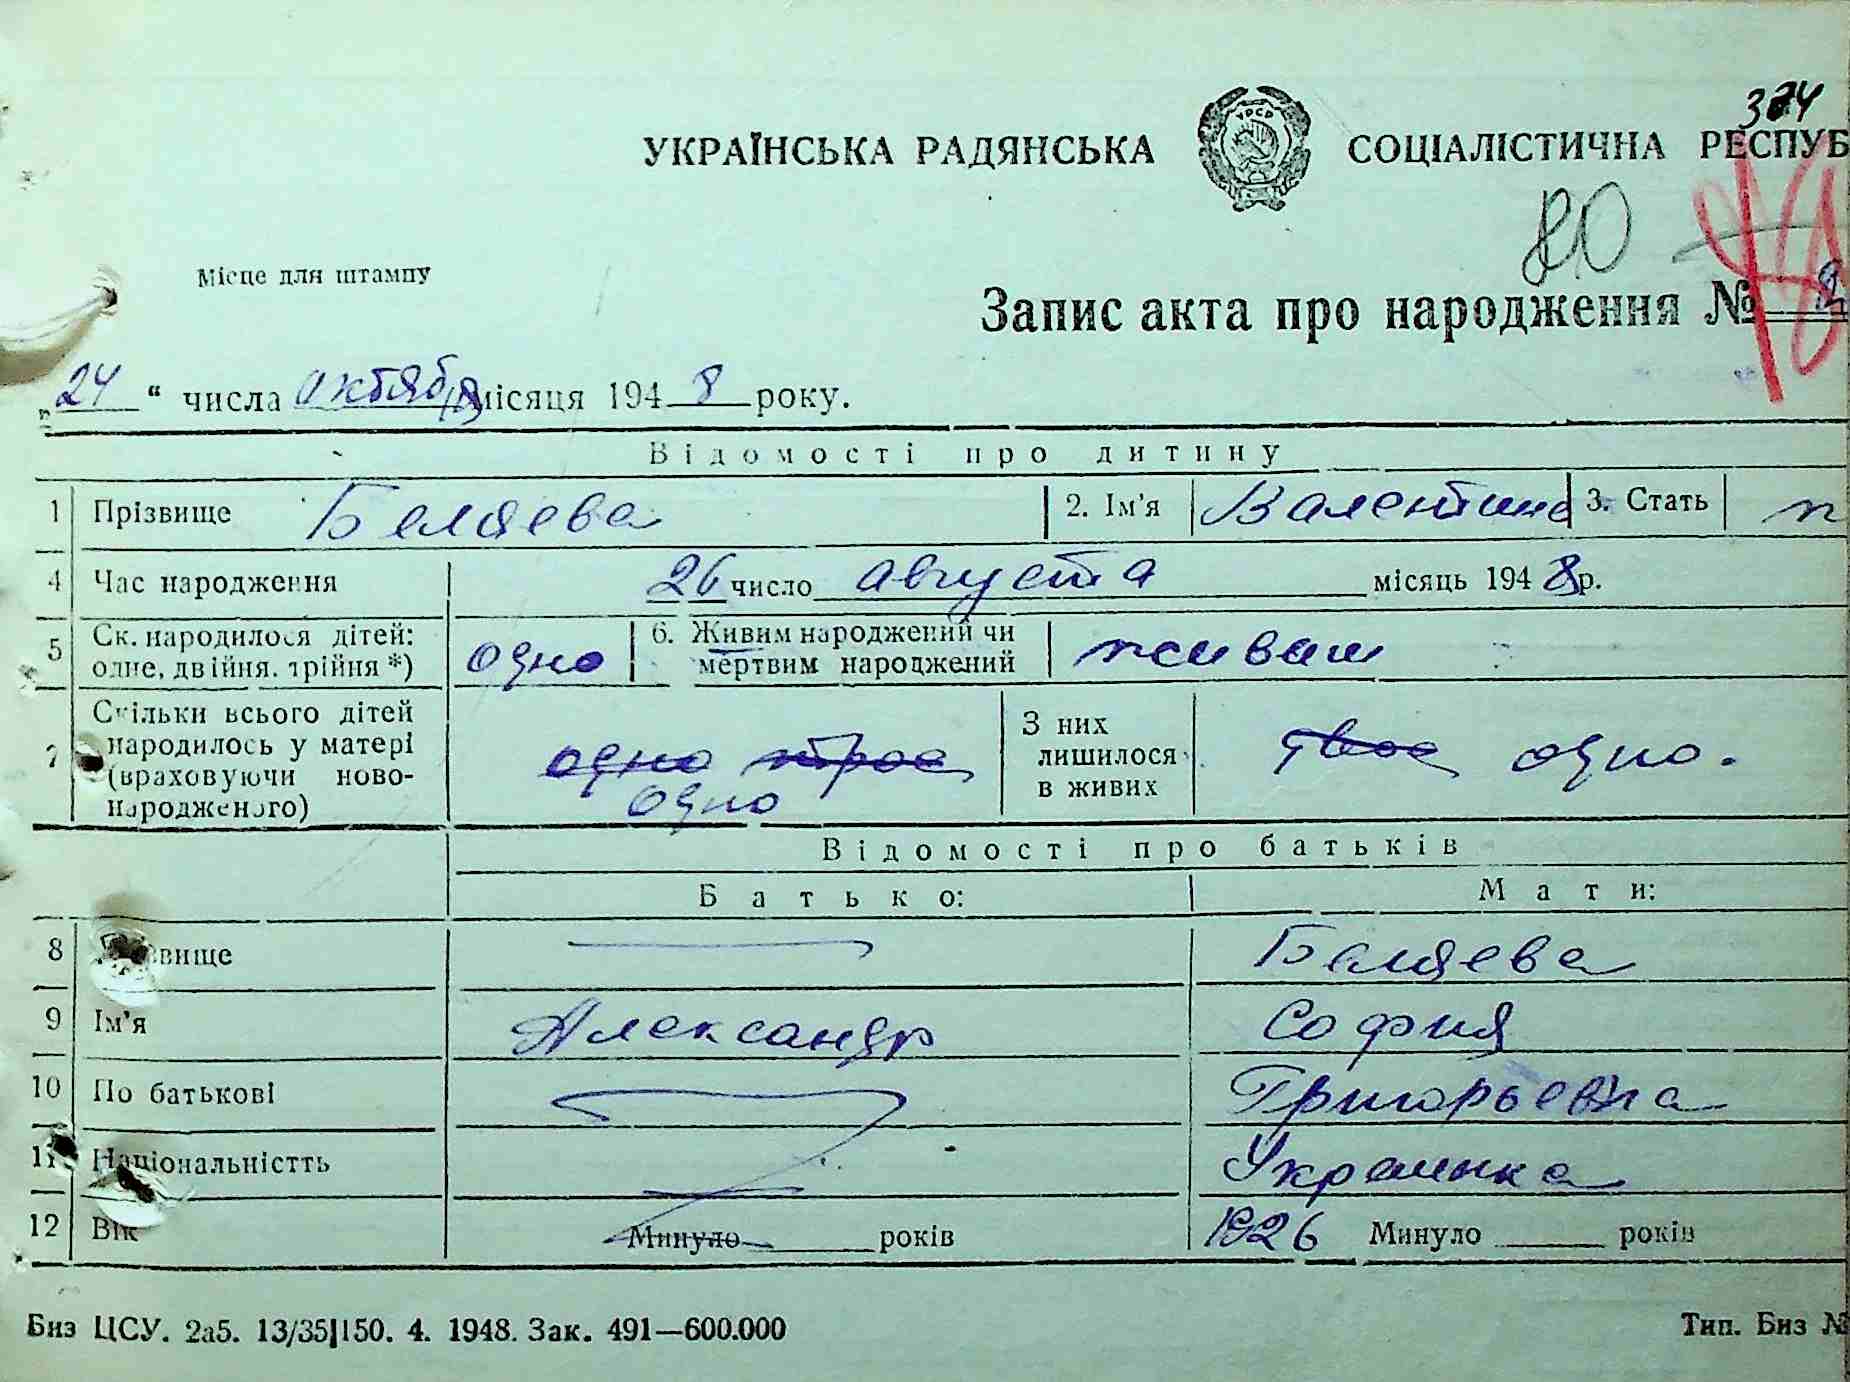 374
УКРАЇНСЬКА РАДЯНСЬКА УРСР СОЦІАЛІСТИЧНА РЕСПУБ
80
Місце для штампу
Запис акта про народження №
„24“ числа октября місяця 1948 року.
Відомості про дитину
1 Прізвище Беляева 2. Ім'я Валентина 3. Стать
4 Час народження 26 число августа місяць 1948 р.
5 Ск. народилося дітей: одне, двійня, трійня *) одно 6. Живим народжений чи мертвим народжений живым
7 Скільки всього дітей народилось у матері (враховуючи новонародженого) одно трое одно З них лишилося в живих двое одно.
Відомості про батьків
Батько: Мати:
8 звище Беляева
9 Ім'я Александр София
10 По батькові Григорьевна
11 Національністть Украинка
12 Вік Минуло років 1926 Минуло років
Биз ЦСУ. 2а5. 13/35|150. 4. 1948. Зак. 491—600.000 Тип. Биз №